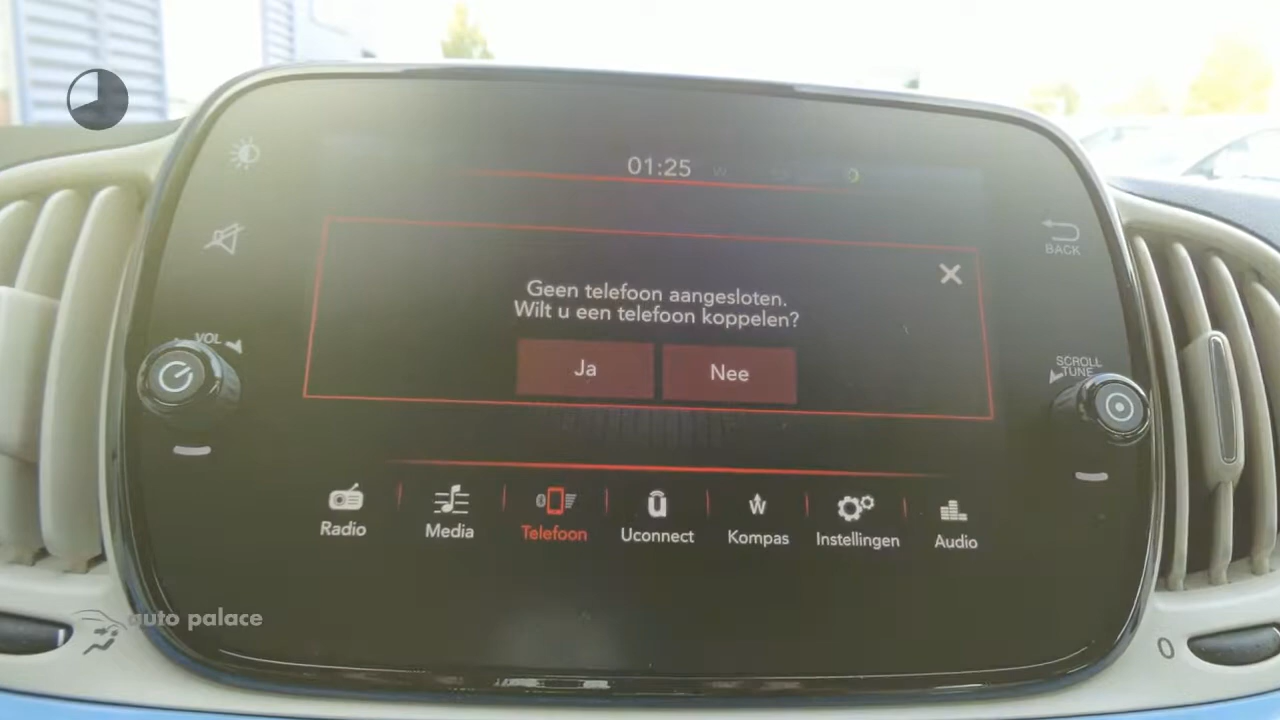 01:25 W
BACK
Geen telefoon aangesloten.
Wilt u een telefoon koppelen?
VOL
Ja
Nee
SCROLL
TUNE
Radio
Media
Telefoon
Uconnect
W
Kompas
Instellingen
Audio
auto palace
0